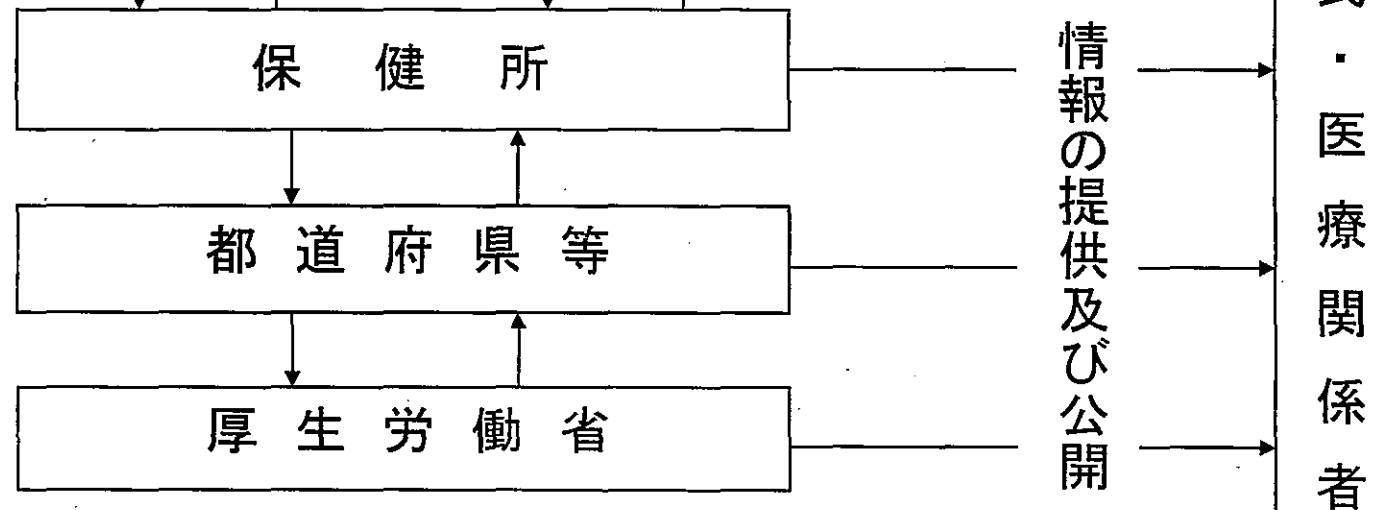 保健所
都道府県等
厚生労働省
情報の提供及び公開
・医療関係者